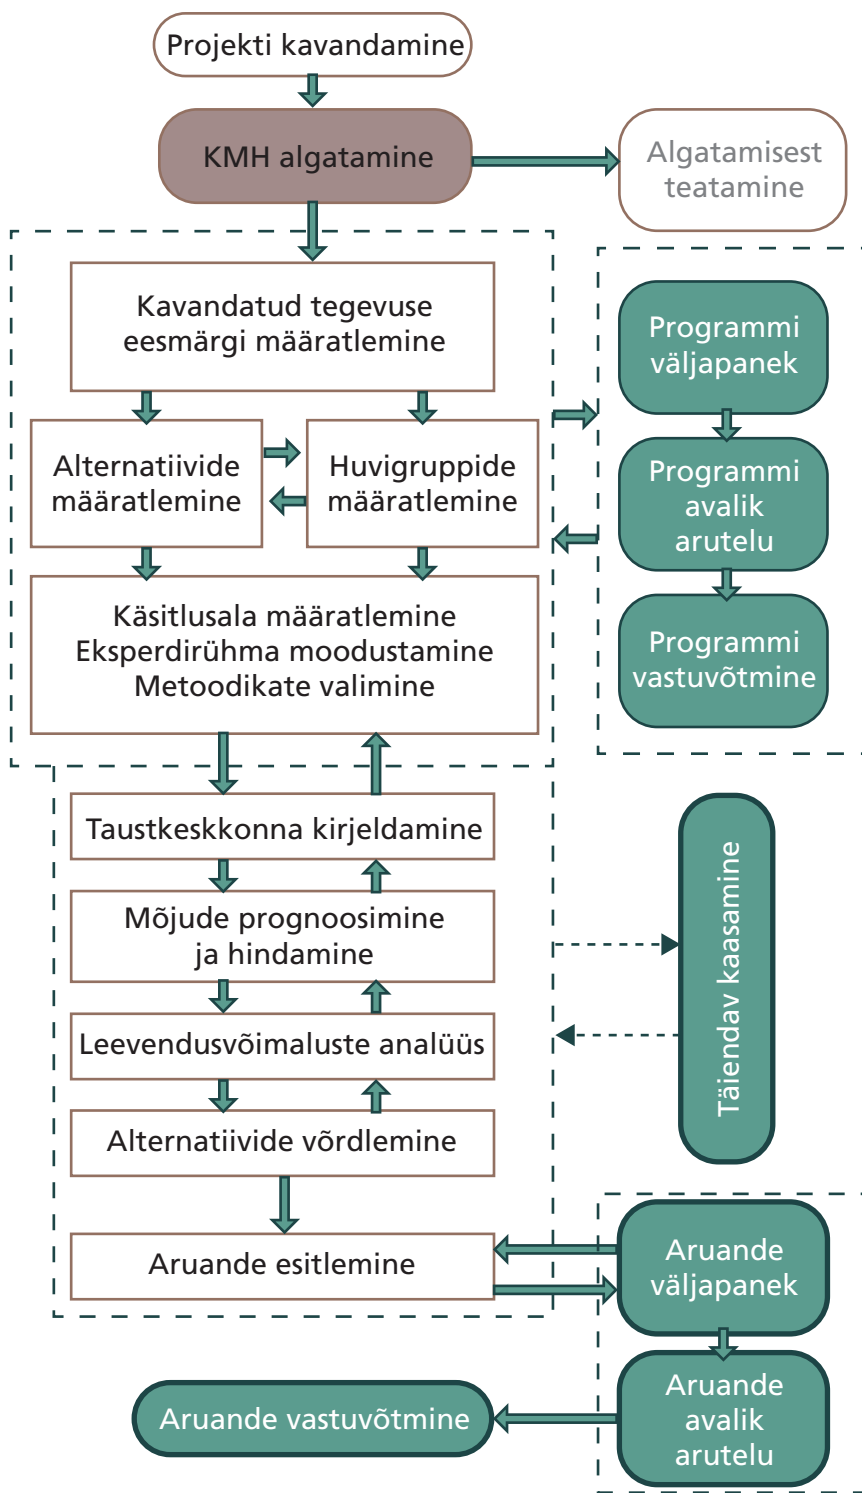 Projekti kavandamine
KMH algatamine
Algatamisest
teatamine
Kavandatud tegevuse
eesmärgi määratlemine
Alternatiivide
määratlemine
Huvigruppide
määratlemine
Käsitlusala määratlemine
Eksperdirühma moodustamine
Metoodikate valimine
Programmi
väljapanek
Programmi
avalik
arutelu
Programmi
vastuvõtmine
Taustkeskkonna kirjeldamine
Mõjude prognoosimine
ja hindamine
Leevendusvõimaluste analüüs
Alternatiivide võrdlemine
Aruande esitlemine
Täiendav kaasamine
Aruande
väljapanek
Aruande
avalik
arutelu
Aruande vastuvõtmine